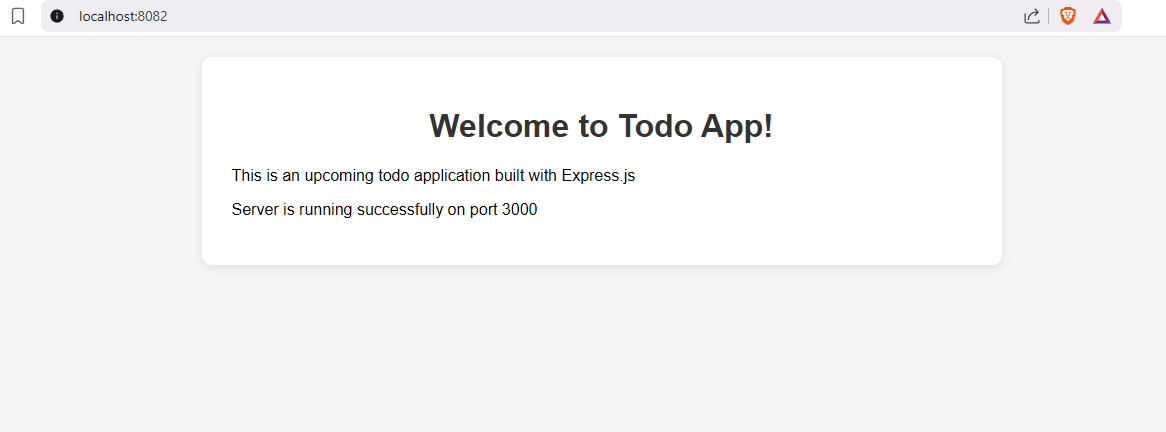 localhost:8082
Welcome to Todo App!
This is an upcoming todo application built with Express.js
Server is running successfully on port 3000